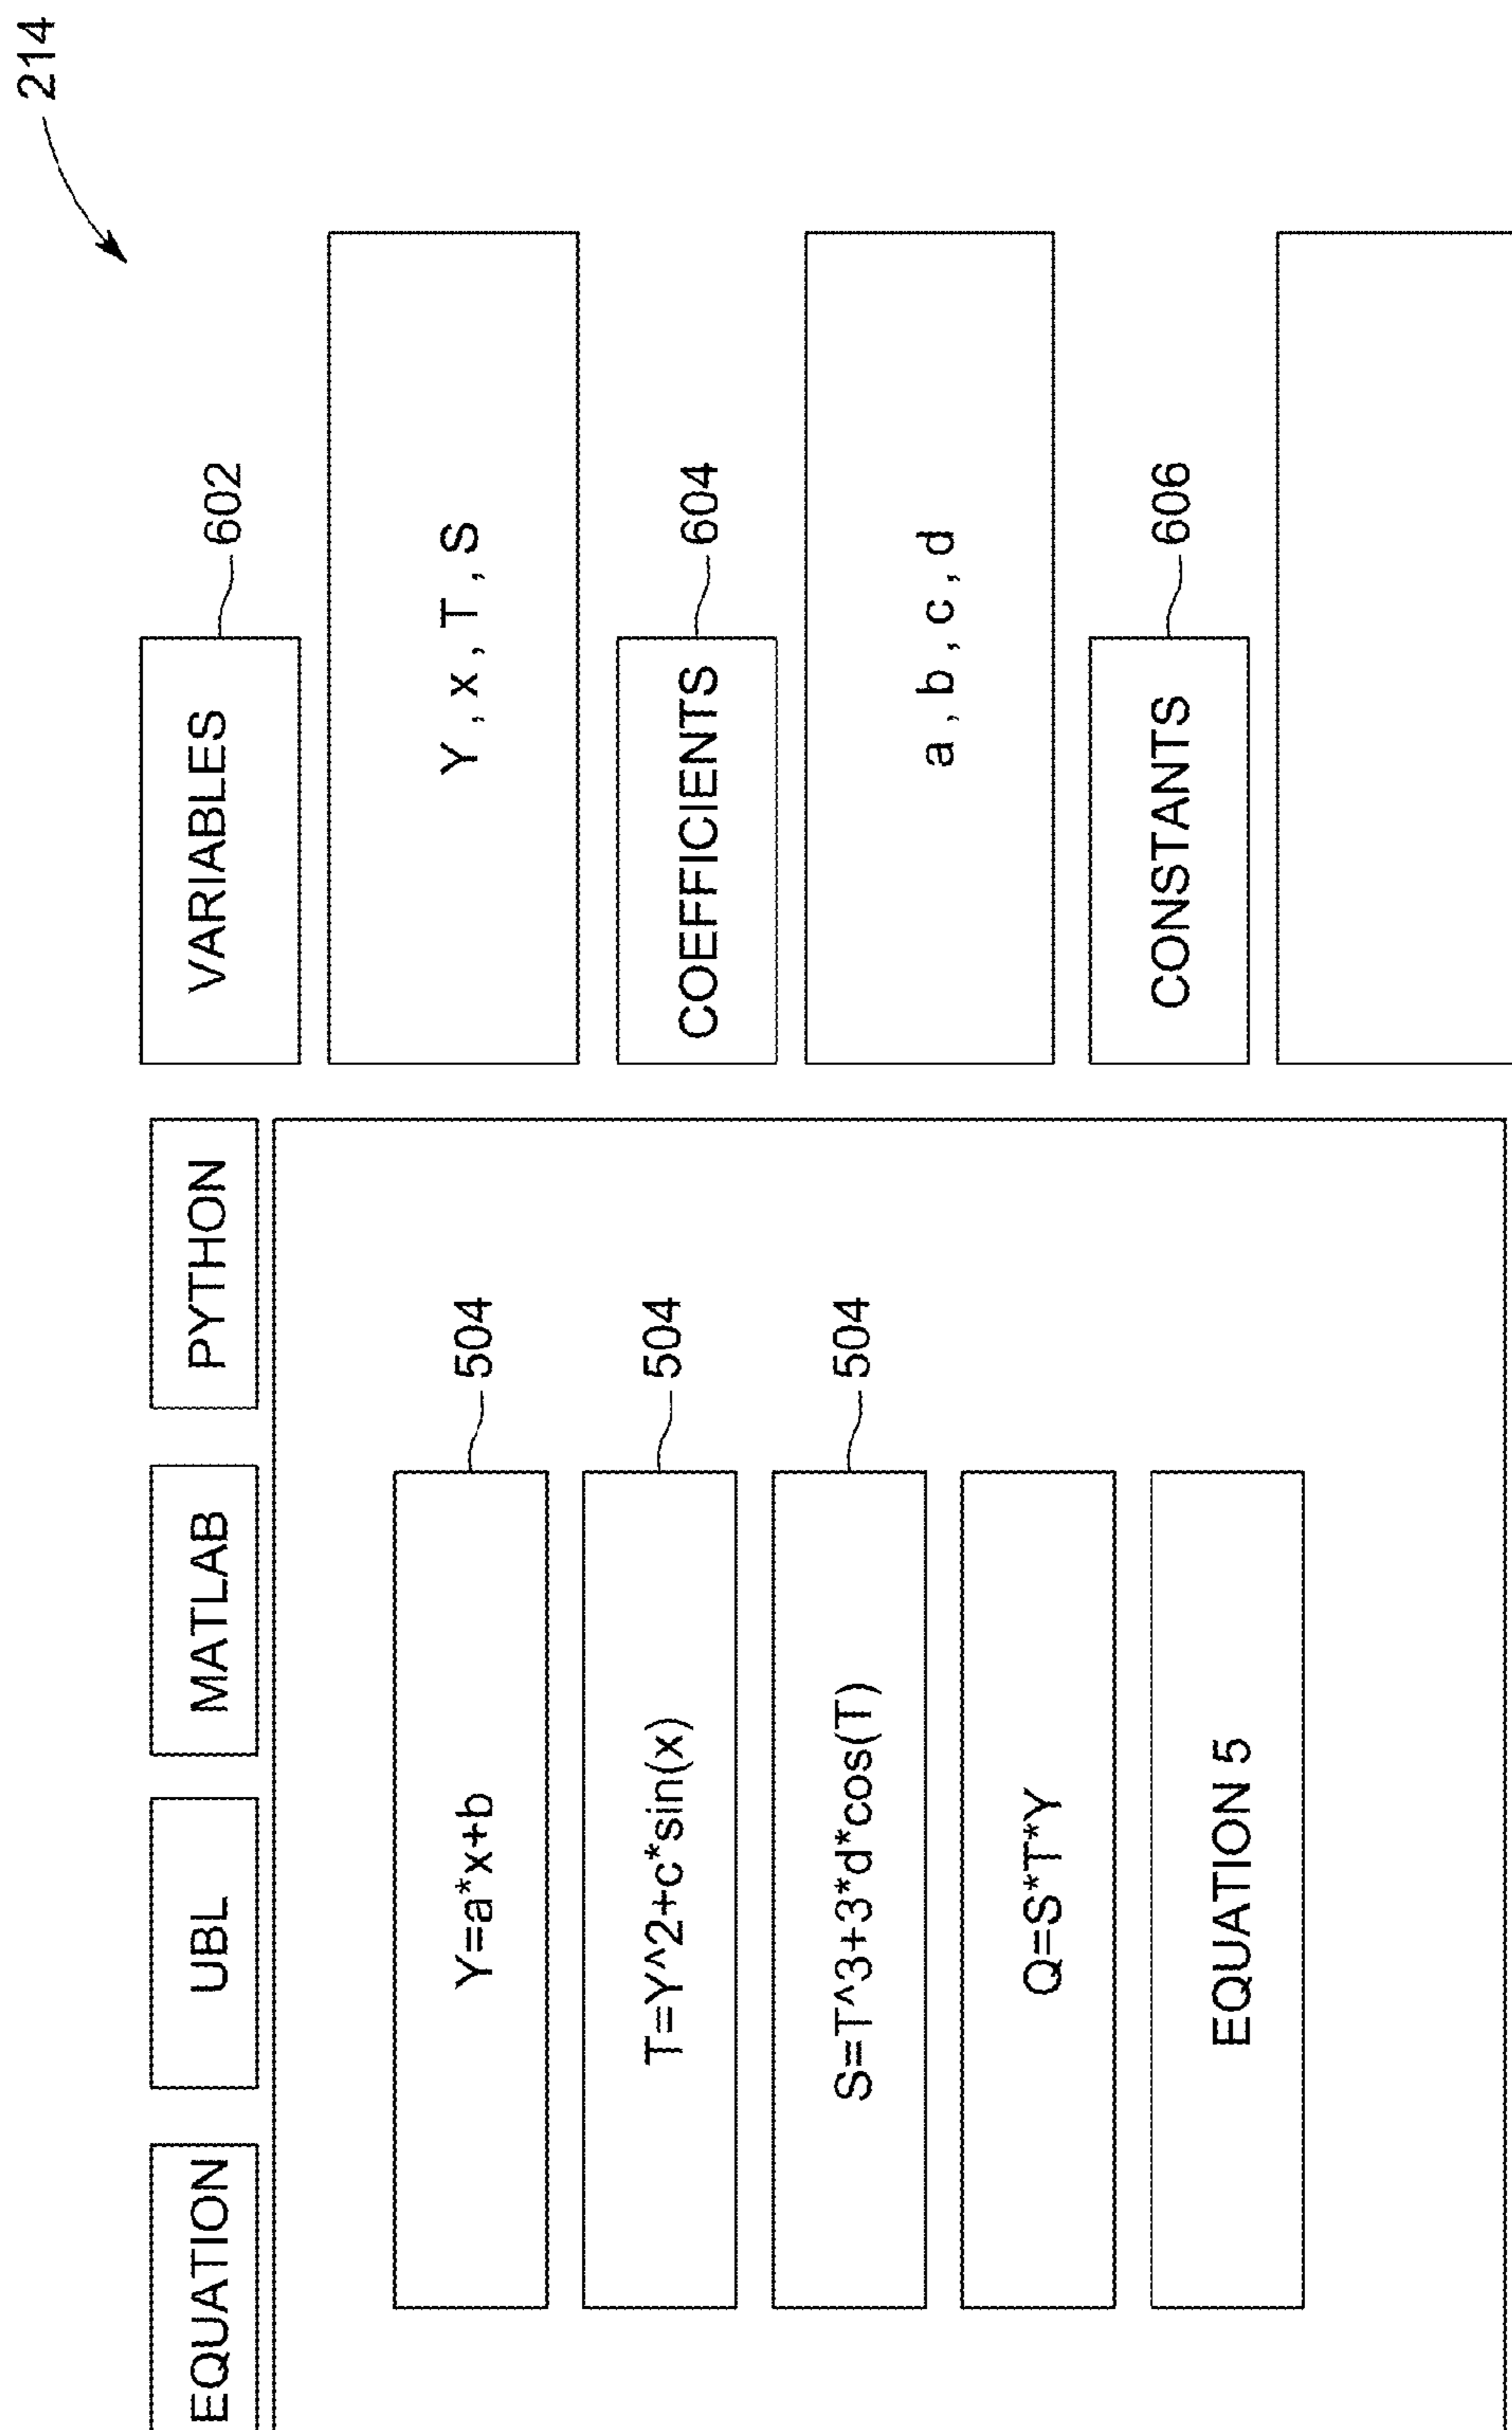 214
EQUATION UBL MATLAB PYTHON
Y=a*x+b 504
T=Y^2+c*sin(x) 504
S=T^3+3*d*cos(T) 504
Q=S*T*Y
EQUATION 5
VARIABLES 602
Y , x , T , S
COEFFICIENTS 604
a , b , c , d
CONSTANTS 606